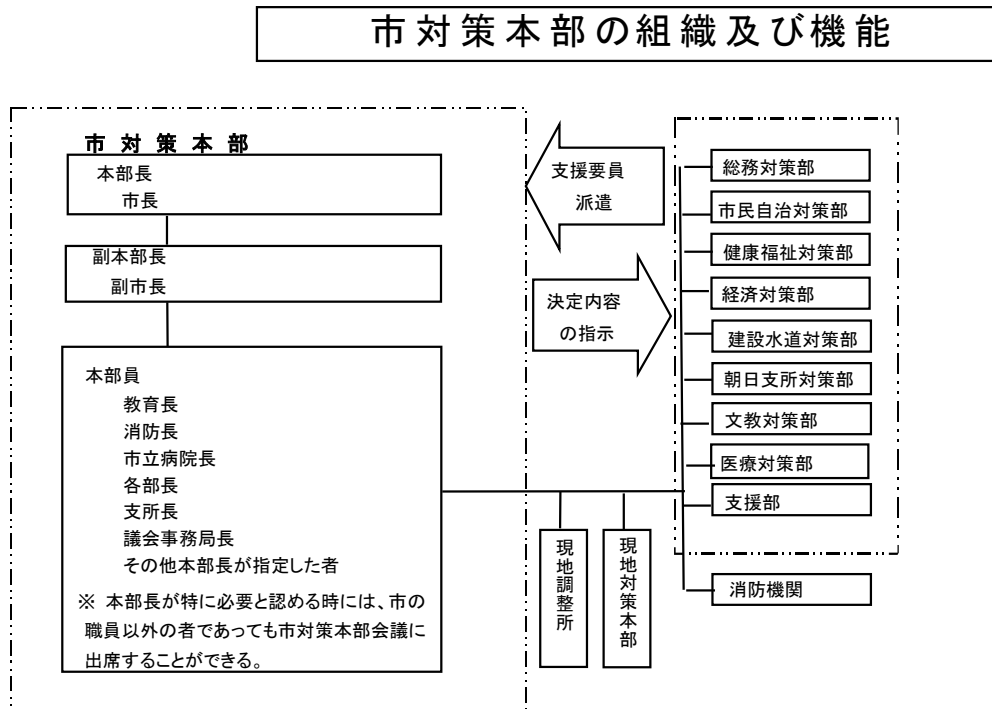 市対策本部の組織及び機能
市対策本部
本部長
市長
副本部長
副市長
本部員
教育長
消防長
市立病院長
各部長
支所長
議会事務局長
その他本部長が指定した者
※ 本部長が特に必要と認める時には、市の
職員以外の者であっても市対策本部会議に
出席することができる。
支援要員
派遣
決定内容
の指示
現地調整所
現地対策本部
総務対策部
市民自治対策部
健康福祉対策部
経済対策部
建設水道対策部
朝日支所対策部
文教対策部
医療対策部
支援部
消防機関